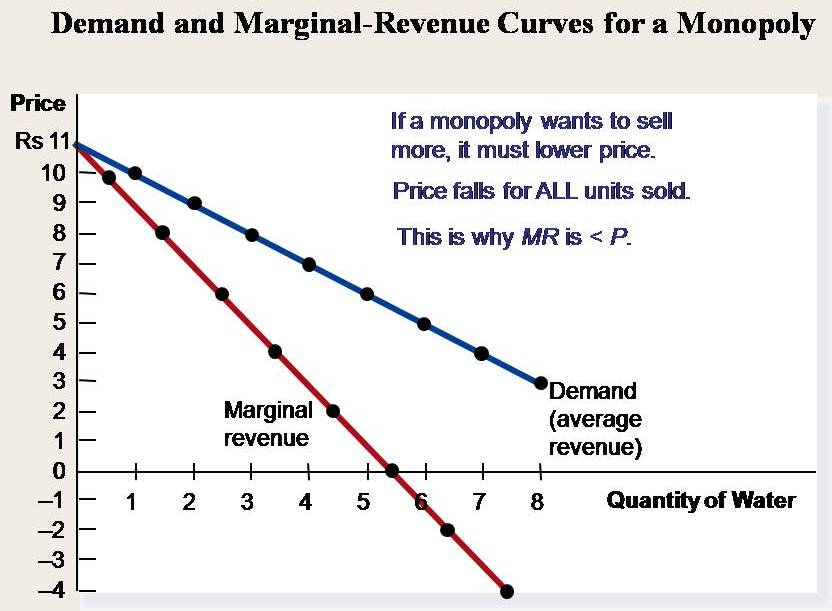 Demand and Marginal-Revenue Curves for a Monopoly
Price
Rs 11
10
9
8
7
6
5
4
3
2
1
0
–1
–2
–3
–4
If a monopoly wants to sell
more, it must lower price.
Price falls for ALL units sold.
This is why MR is < P.
Marginal
revenue
Demand
(average
revenue)
1 2 3 4 5 6 7 8
Quantity of Water